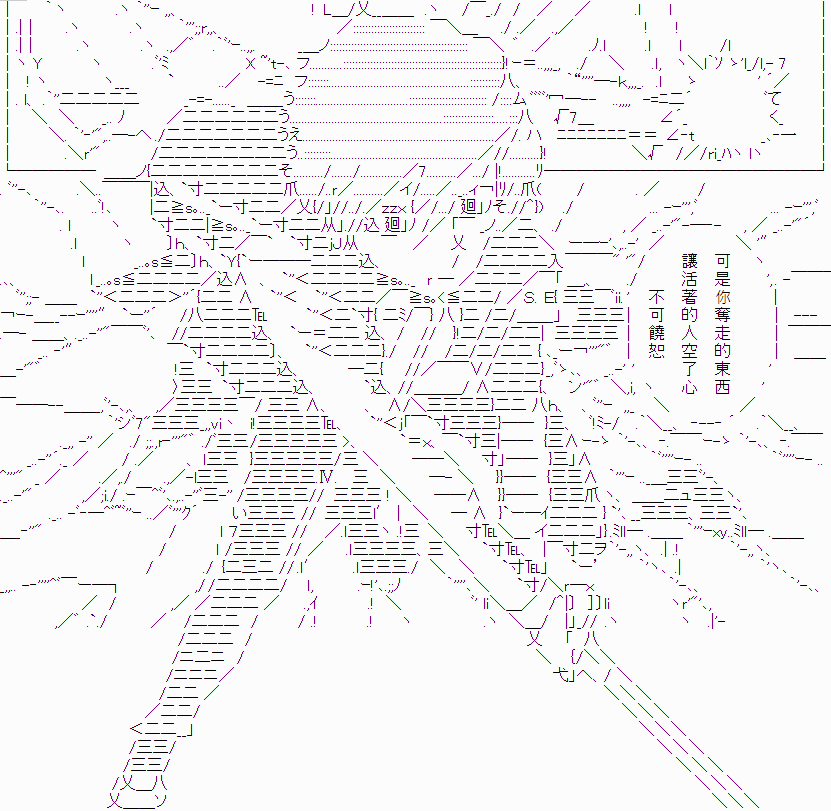 可是你奪走的東西
讓活著的人空了心
不可饒恕